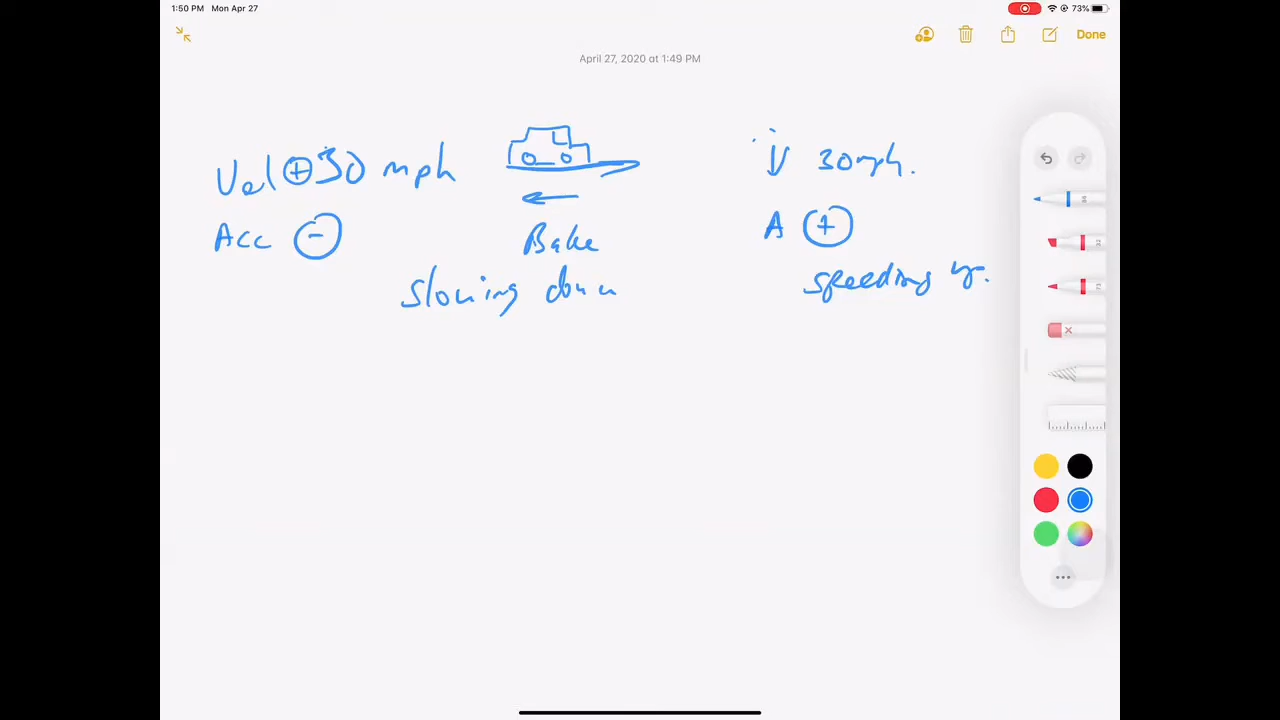 1:50 PM Mon Apr 27
73%
Done
April 27, 2020 at 1:49 PM
Vel ⊕ 30 mph
Acc ⊖
Bake
slowing down
V 30mph.
A ⊕
speeding up.